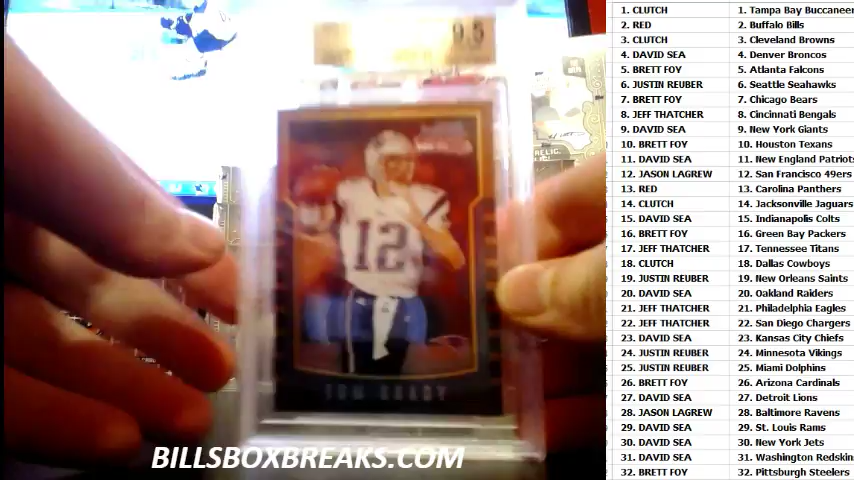 9.5
12
TOM BRADY
BILLSBOXBREAKS.COM
1. CLUTCH 1. Tampa Bay Buccaneer
2. RED 2. Buffalo Bills
3. CLUTCH 3. Cleveland Browns
4. DAVID SEA 4. Denver Broncos
5. BRETT FOY 5. Atlanta Falcons
6. JUSTIN REUBER 6. Seattle Seahawks
7. BRETT FOY 7. Chicago Bears
8. JEFF THATCHER 8. Cincinnati Bengals
9. DAVID SEA 9. New York Giants
10. BRETT FOY 10. Houston Texans
11. DAVID SEA 11. New England Patriots
12. JASON LAGREW 12. San Francisco 49ers
13. RED 13. Carolina Panthers
14. CLUTCH 14. Jacksonville Jaguars
15. DAVID SEA 15. Indianapolis Colts
16. BRETT FOY 16. Green Bay Packers
17. JEFF THATCHER 17. Tennessee Titans
18. CLUTCH 18. Dallas Cowboys
19. JUSTIN REUBER 19. New Orleans Saints
20. DAVID SEA 20. Oakland Raiders
21. JEFF THATCHER 21. Philadelphia Eagles
22. JEFF THATCHER 22. San Diego Chargers
23. DAVID SEA 23. Kansas City Chiefs
24. JUSTIN REUBER 24. Minnesota Vikings
25. JUSTIN REUBER 25. Miami Dolphins
26. BRETT FOY 26. Arizona Cardinals
27. DAVID SEA 27. Detroit Lions
28. JASON LAGREW 28. Baltimore Ravens
29. DAVID SEA 29. St. Louis Rams
30. DAVID SEA 30. New York Jets
31. DAVID SEA 31. Washington Redskin
32. BRETT FOY 32. Pittsburgh Steelers